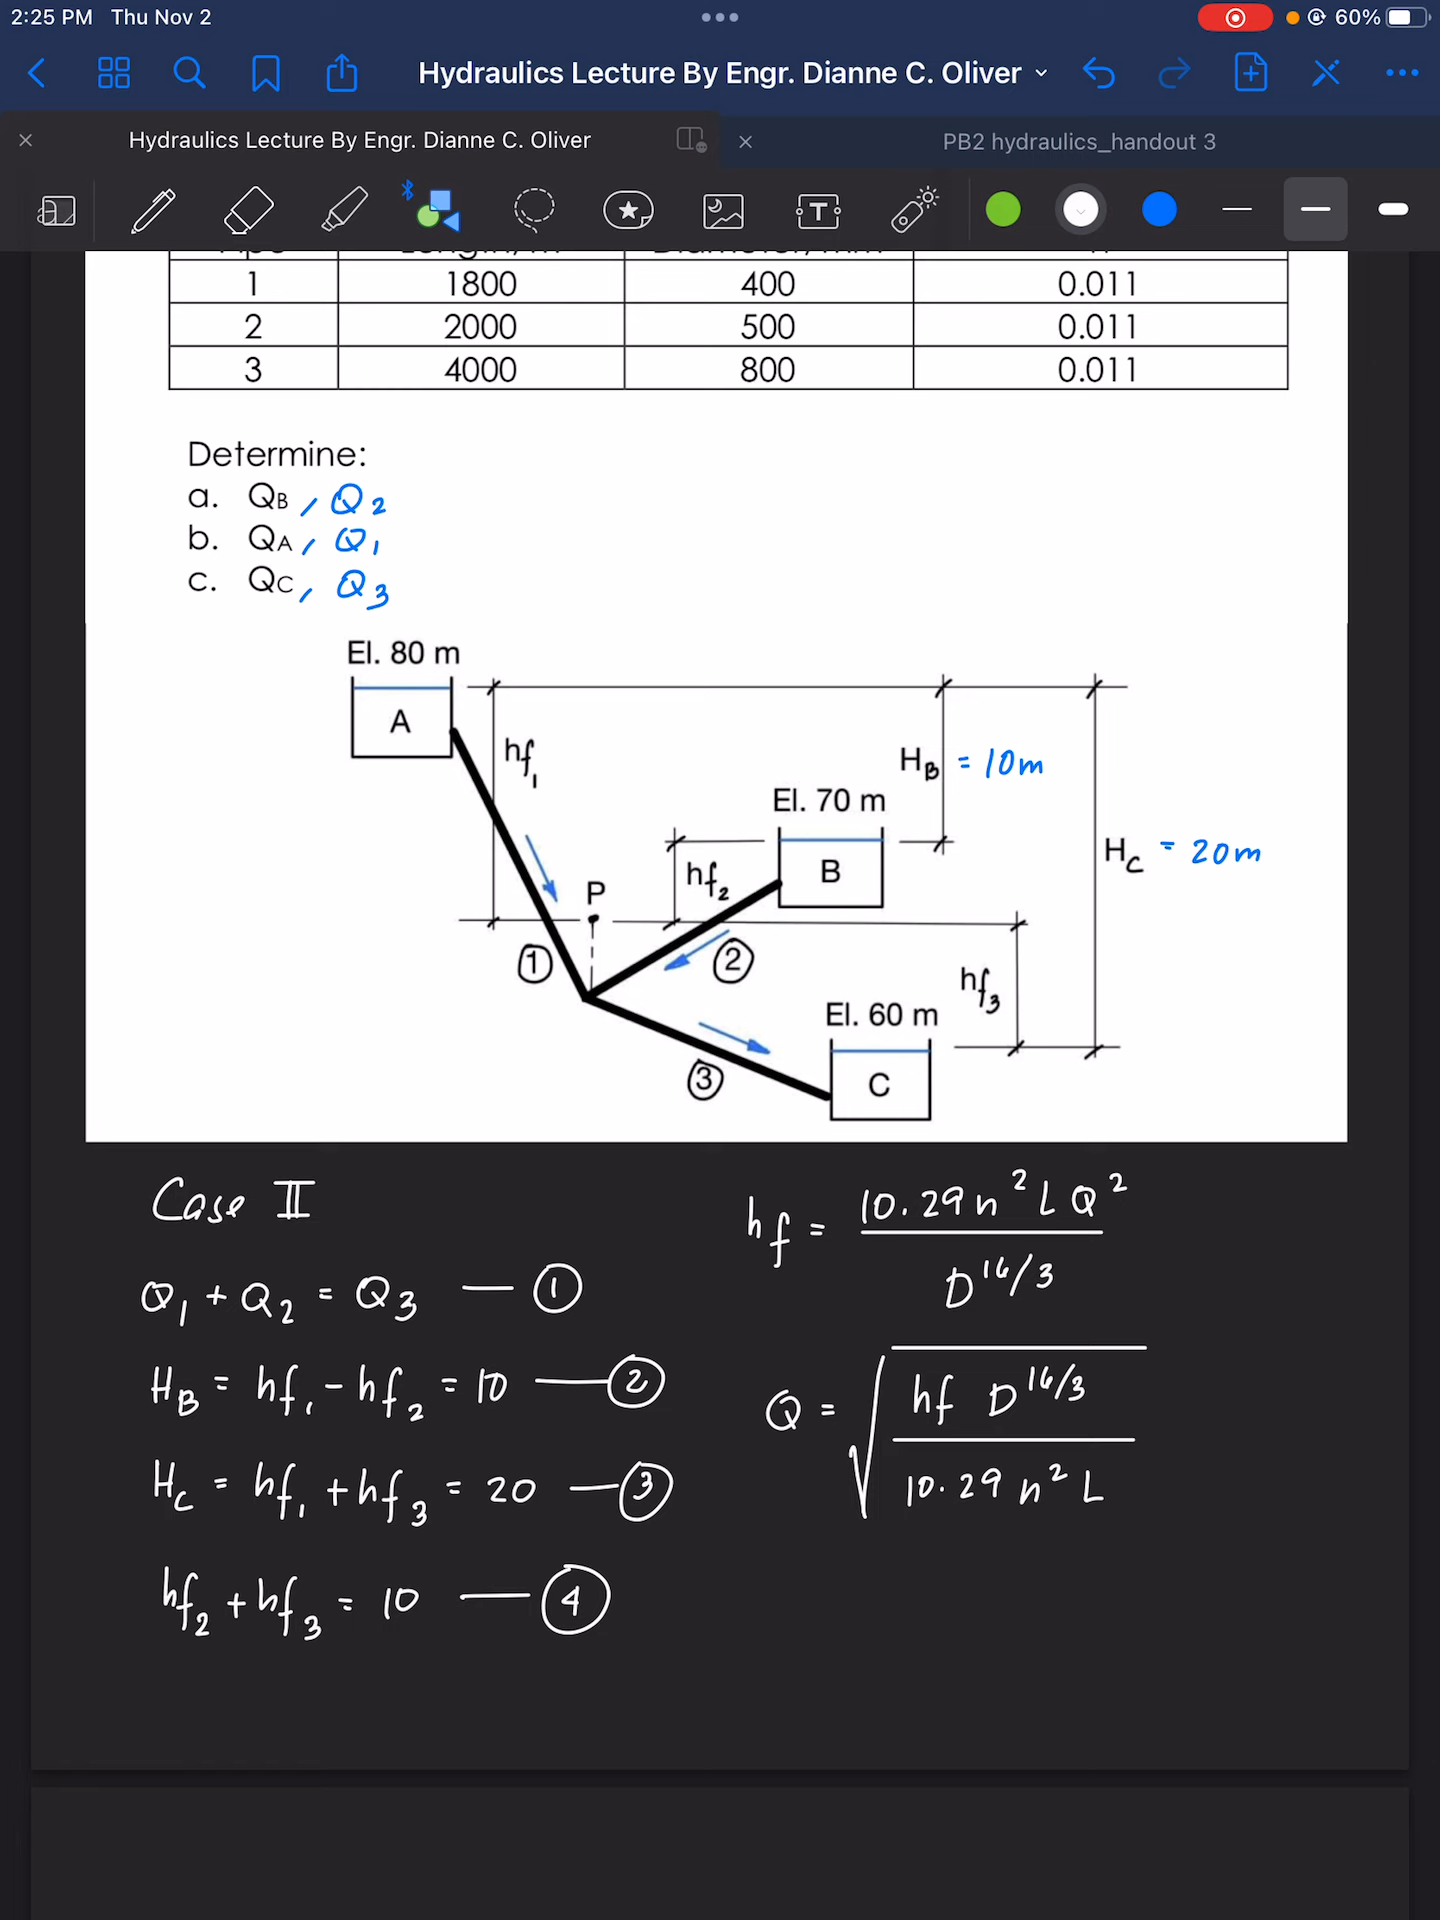 2:25 PM Thu Nov 2
60%
Hydraulics Lecture By Engr. Dianne C. Oliver
Hydraulics Lecture By Engr. Dianne C. Oliver
PB2 hydraulics_handout 3
T
1 1800 400 0.011
2 2000 500 0.011
3 4000 800 0.011
Determine:
a. QB, Q2
b. QA, Q1
c. QC, Q3
El. 80 m
A
hf1
HB = 10m
El. 70 m
B
hf2
HC = 20m
P
①
②
hf3
El. 60 m
C
③
Case II
Q1 + Q2 = Q3 — ①
HB = hf1 - hf2 = 10 — ②
Hc = hf1 + hf3 = 20 — ③
hf2 + hf3 = 10 — ④
hf = 10.29 n² L Q² / D^16/3
Q = √(hf D^16/3 / 10.29 n² L)